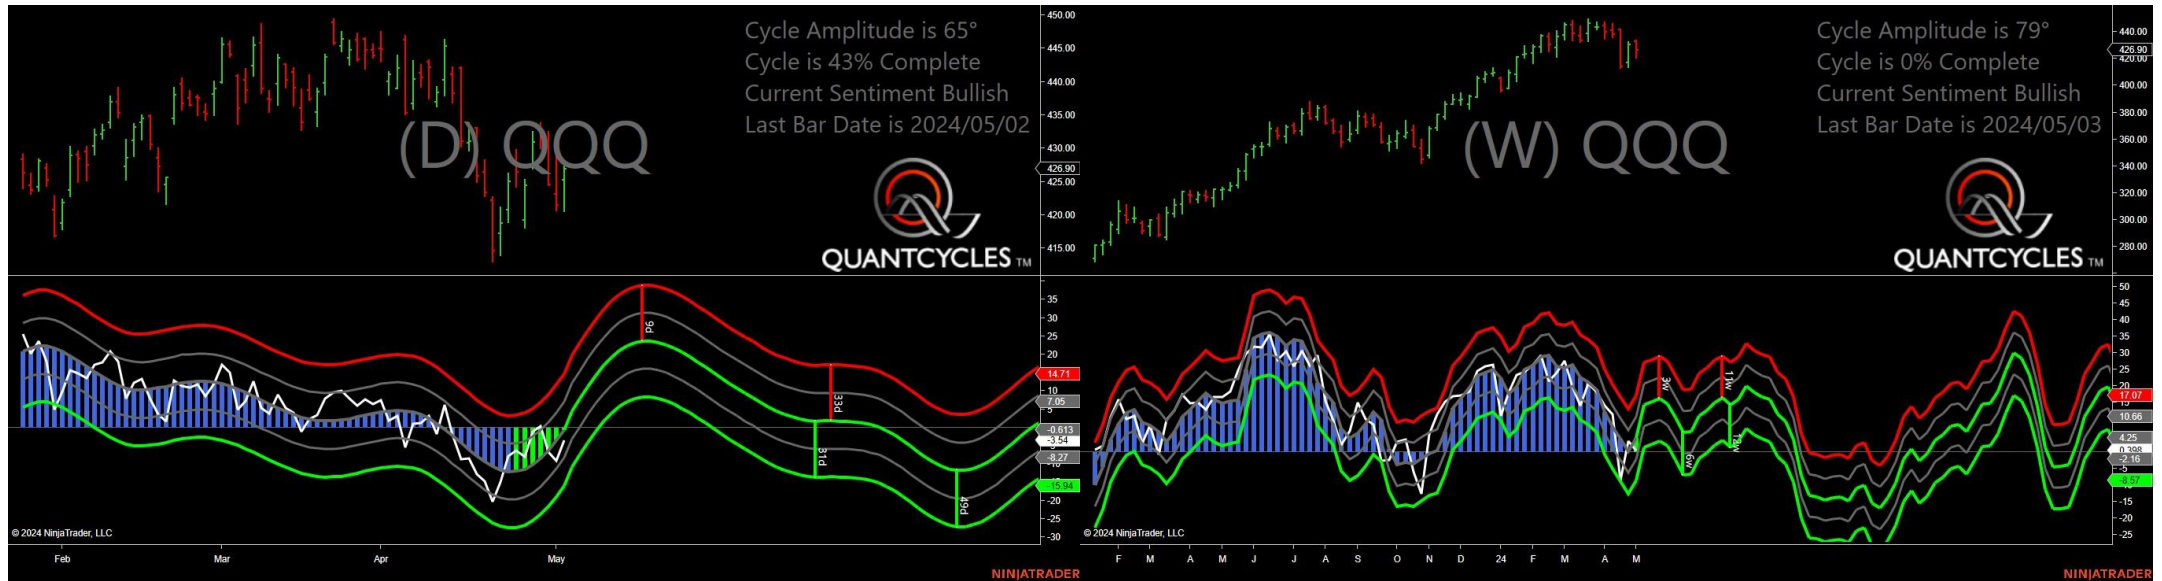 Cycle Amplitude is 65°
Cycle is 43% Complete
Current Sentiment Bullish
Last Bar Date is 2024/05/02
(D) QQQ
QUANTCYCLES TM
450.00
445.00
440.00
435.00
430.00
426.90
425.00
420.00
415.00
35
30
25
20
14.71
10
7.05
5
-0.613
-3.54
-8.27
-15.94
-20
-25
-30
9d
33d
31d
49d
© 2024 NinjaTrader, LLC
Feb Mar Apr May
NINJATRADER
Cycle Amplitude is 79°
Cycle is 0% Complete
Current Sentiment Bullish
Last Bar Date is 2024/05/03
(W) QQQ
QUANTCYCLES TM
440.00
426.90
420.00
400.00
380.00
360.00
340.00
320.00
300.00
280.00
50
45
40
35
30
25
20
17.07
10.66
4.25
0.398
-2.16
-5
-8.57
-15
-20
-25
3w
11w
6w
12w
© 2024 NinjaTrader, LLC
F M A M J J A S O N D 24 F M A M
NINJATRADER